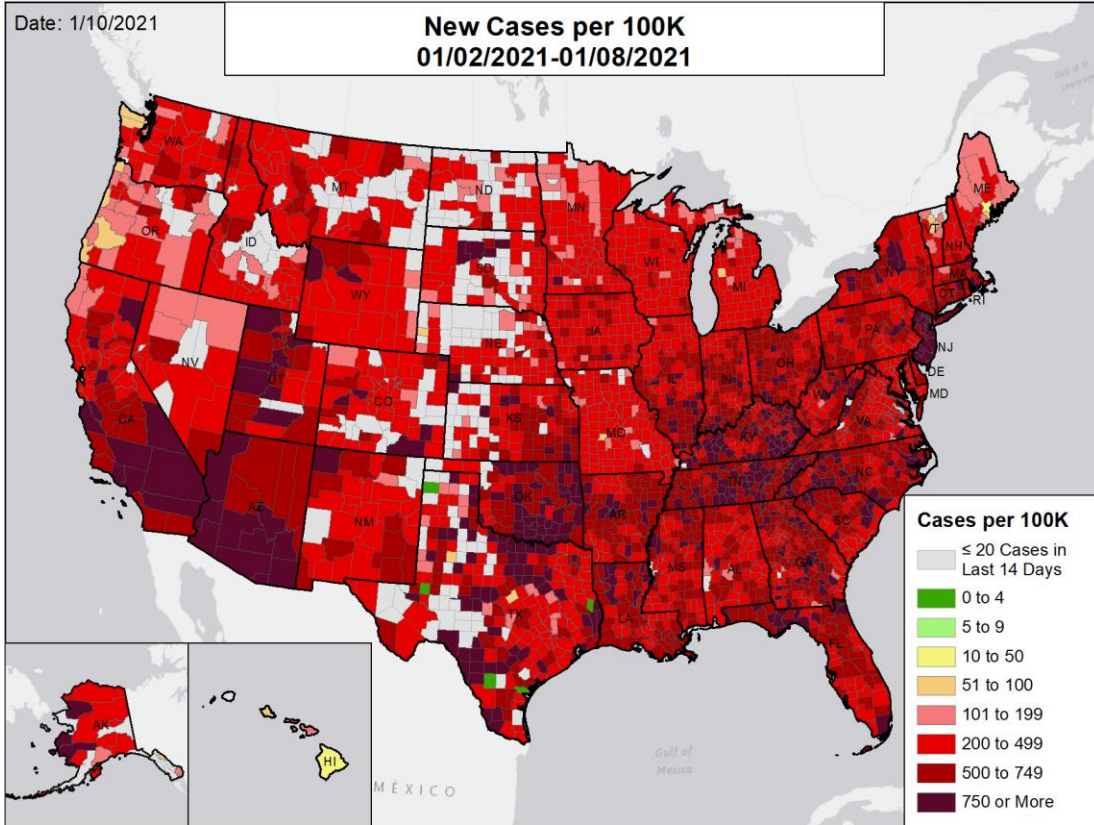 Date: 1/10/2021
New Cases per 100K
01/02/2021-01/08/2021
Gulf of St
Lawrence
WA
MT
ND
MN
ME
OR
ID
SD
WI
VT
NH
WY
MI
NY
MA
CT
RI
IA
NE
PA
NV
NJ
UT
IL
IN
OH
DE
CO
MD
WV
CA
KS
MO
VA
KY
NC
TN
AZ
OK
NM
AR
SC
MS
AL
GA
TX
LA
FL
AK
HI
MÉXICO
Gulf of
Mexico
Cases per 100K
≤ 20 Cases in
Last 14 Days
0 to 4
5 to 9
10 to 50
51 to 100
101 to 199
200 to 499
500 to 749
750 or More